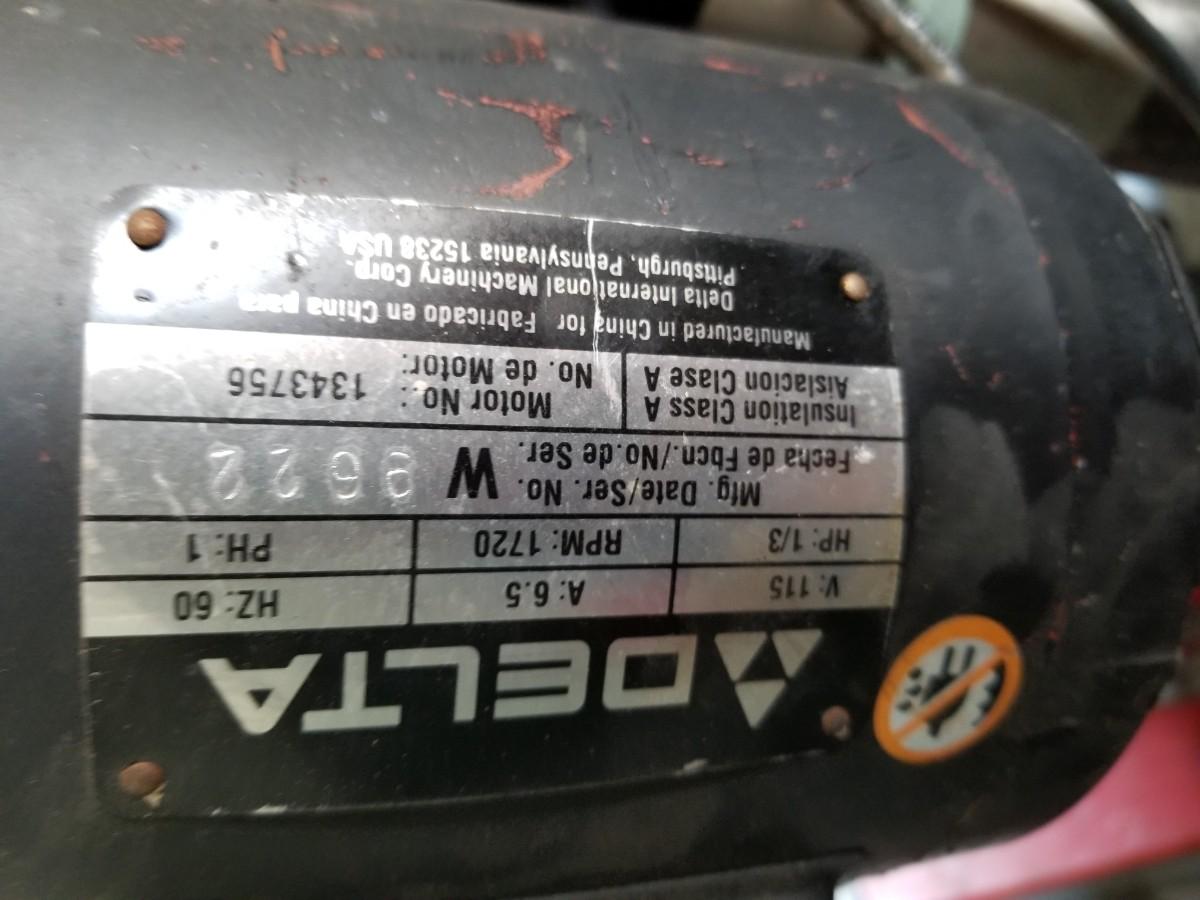 DELTA
V: 115 A: 6.5 HZ: 60
HP: 1/3 RPM: 1720 PH: 1
Mfg. Date/Ser. No. W 9622
Fecha de Fbcn./No.de Ser.
Insulation Class A Motor No.: 1343756
Aislacion Clase A No. de Motor:
Manufactured in China for Fabricado en China para
Delta International Machinery Corp.
Pittsburgh, Pennsylvania 15238 USA